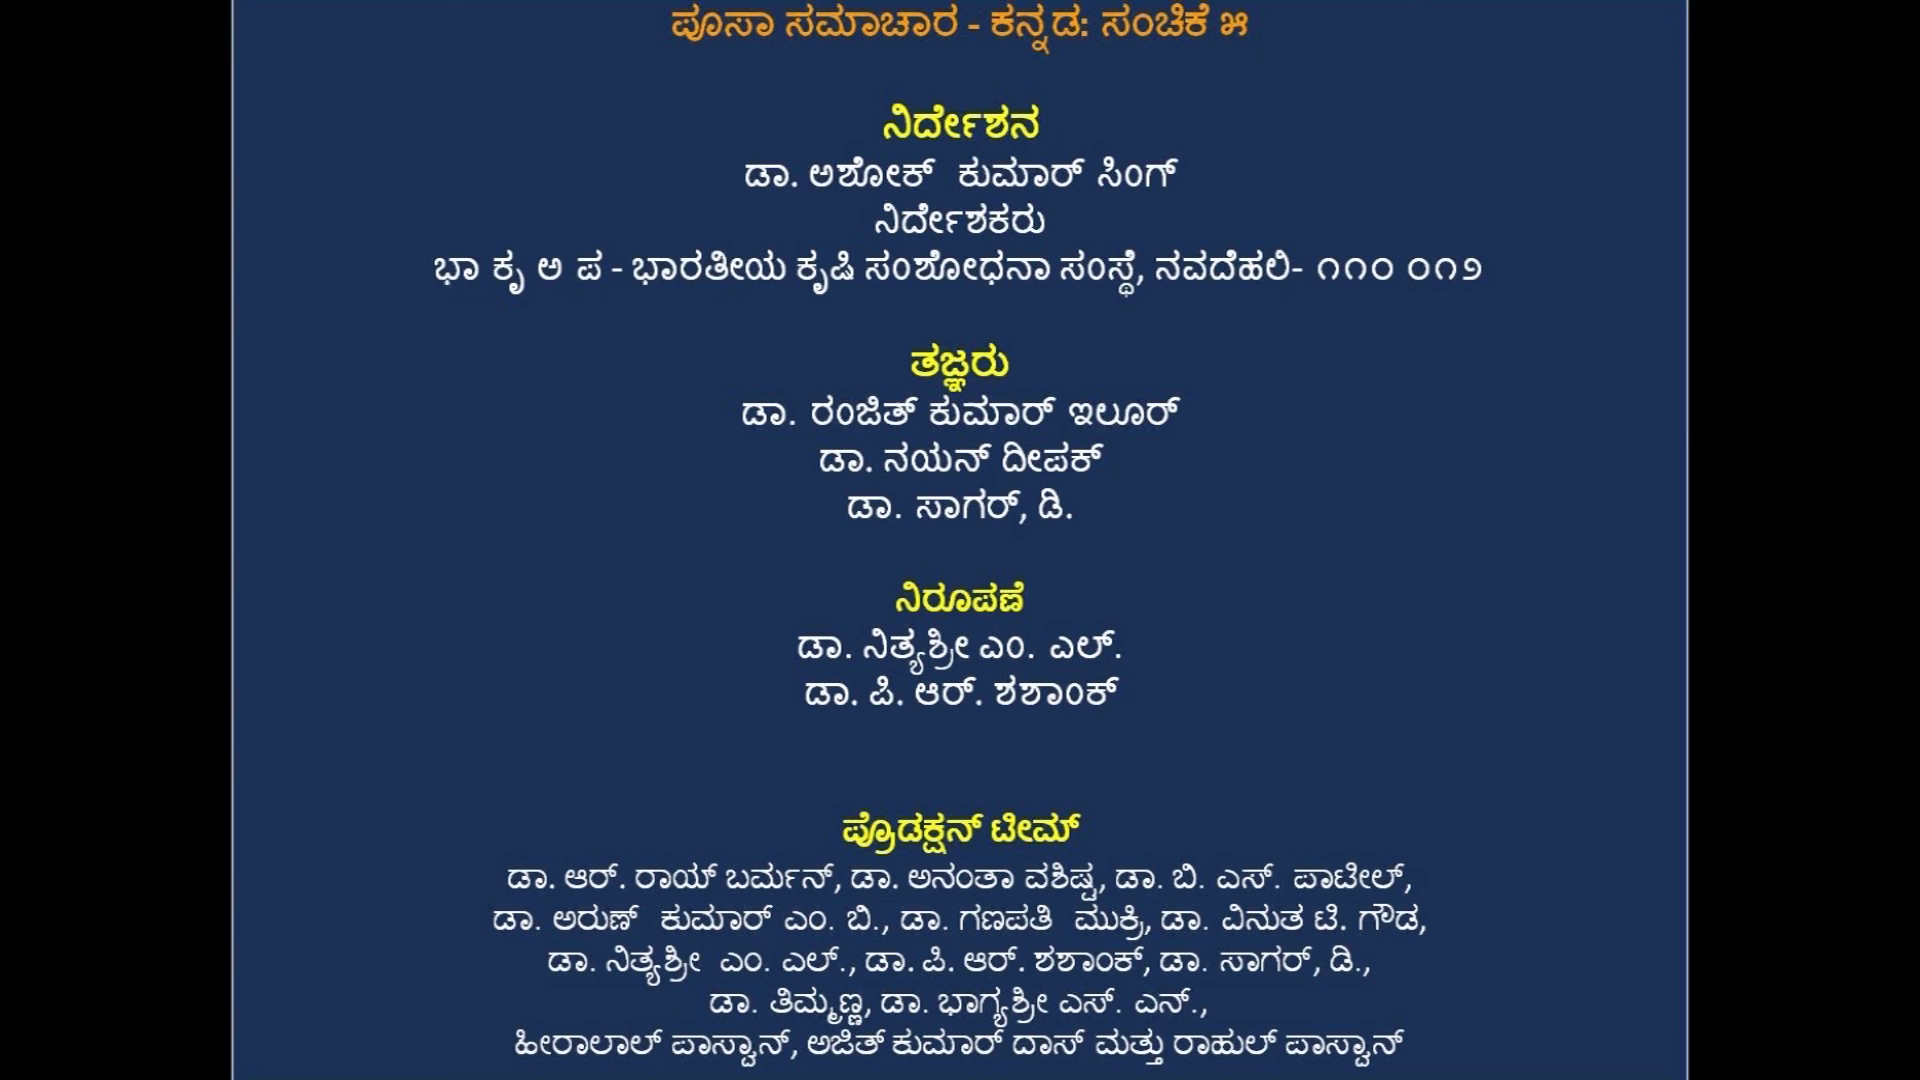 ಪೂಸಾ ಸಮಾಚಾರ - ಕನ್ನಡ: ಸಂಚಿಕೆ ೫
ನಿರ್ದೇಶನ
ಡಾ. ಅಶೋಕ್ ಕುಮಾರ್ ಸಿಂಗ್
ನಿರ್ದೇಶಕರು
ಭಾ ಕೃ ಅ ಪ - ಭಾರತೀಯ ಕೃಷಿ ಸಂಶೋಧನಾ ಸಂಸ್ಥೆ, ನವದೆಹಲಿ- ೧೧೦ ೦೧೨
ತಜ್ಞರು
ಡಾ. ರಂಜಿತ್ ಕುಮಾರ್ ಇಲೂರ್
ಡಾ. ನಯನ್ ದೀಪಕ್
ಡಾ. ಸಾಗರ್, ಡಿ.
ನಿರೂಪಣೆ
ಡಾ. ನಿತ್ಯಶ್ರೀ ಎಂ. ಎಲ್.
ಡಾ. ಪಿ. ಆರ್. ಶಶಾಂಕ್
ಪ್ರೊಡಕ್ಷನ್ ಟೀಮ್
ಡಾ. ಆರ್. ರಾಯ್ ಬರ್ಮನ್, ಡಾ. ಅನಂತಾ ವಶಿಷ್ಟ, ಡಾ. ಬಿ. ಎಸ್. ಪಾಟೀಲ್,
ಡಾ. ಅರುಣ್ ಕುಮಾರ್ ಎಂ. ಬಿ., ಡಾ. ಗಣಪತಿ ಮುಕ್ರಿ, ಡಾ. ವಿನುತ ಟಿ. ಗೌಡ,
ಡಾ. ನಿತ್ಯಶ್ರೀ ಎಂ. ಎಲ್., ಡಾ. ಪಿ. ಆರ್. ಶಶಾಂಕ್, ಡಾ. ಸಾಗರ್, ಡಿ.,
ಡಾ. ತಿಮ್ಮಣ್ಣ, ಡಾ. ಭಾಗ್ಯಶ್ರೀ ಎಸ್. ಎನ್.,
ಹೀರಾಲಾಲ್ ಪಾಸ್ವಾನ್, ಅಜಿತ್ ಕುಮಾರ್ ದಾಸ್ ಮತ್ತು ರಾಹುಲ್ ಪಾಸ್ವಾನ್